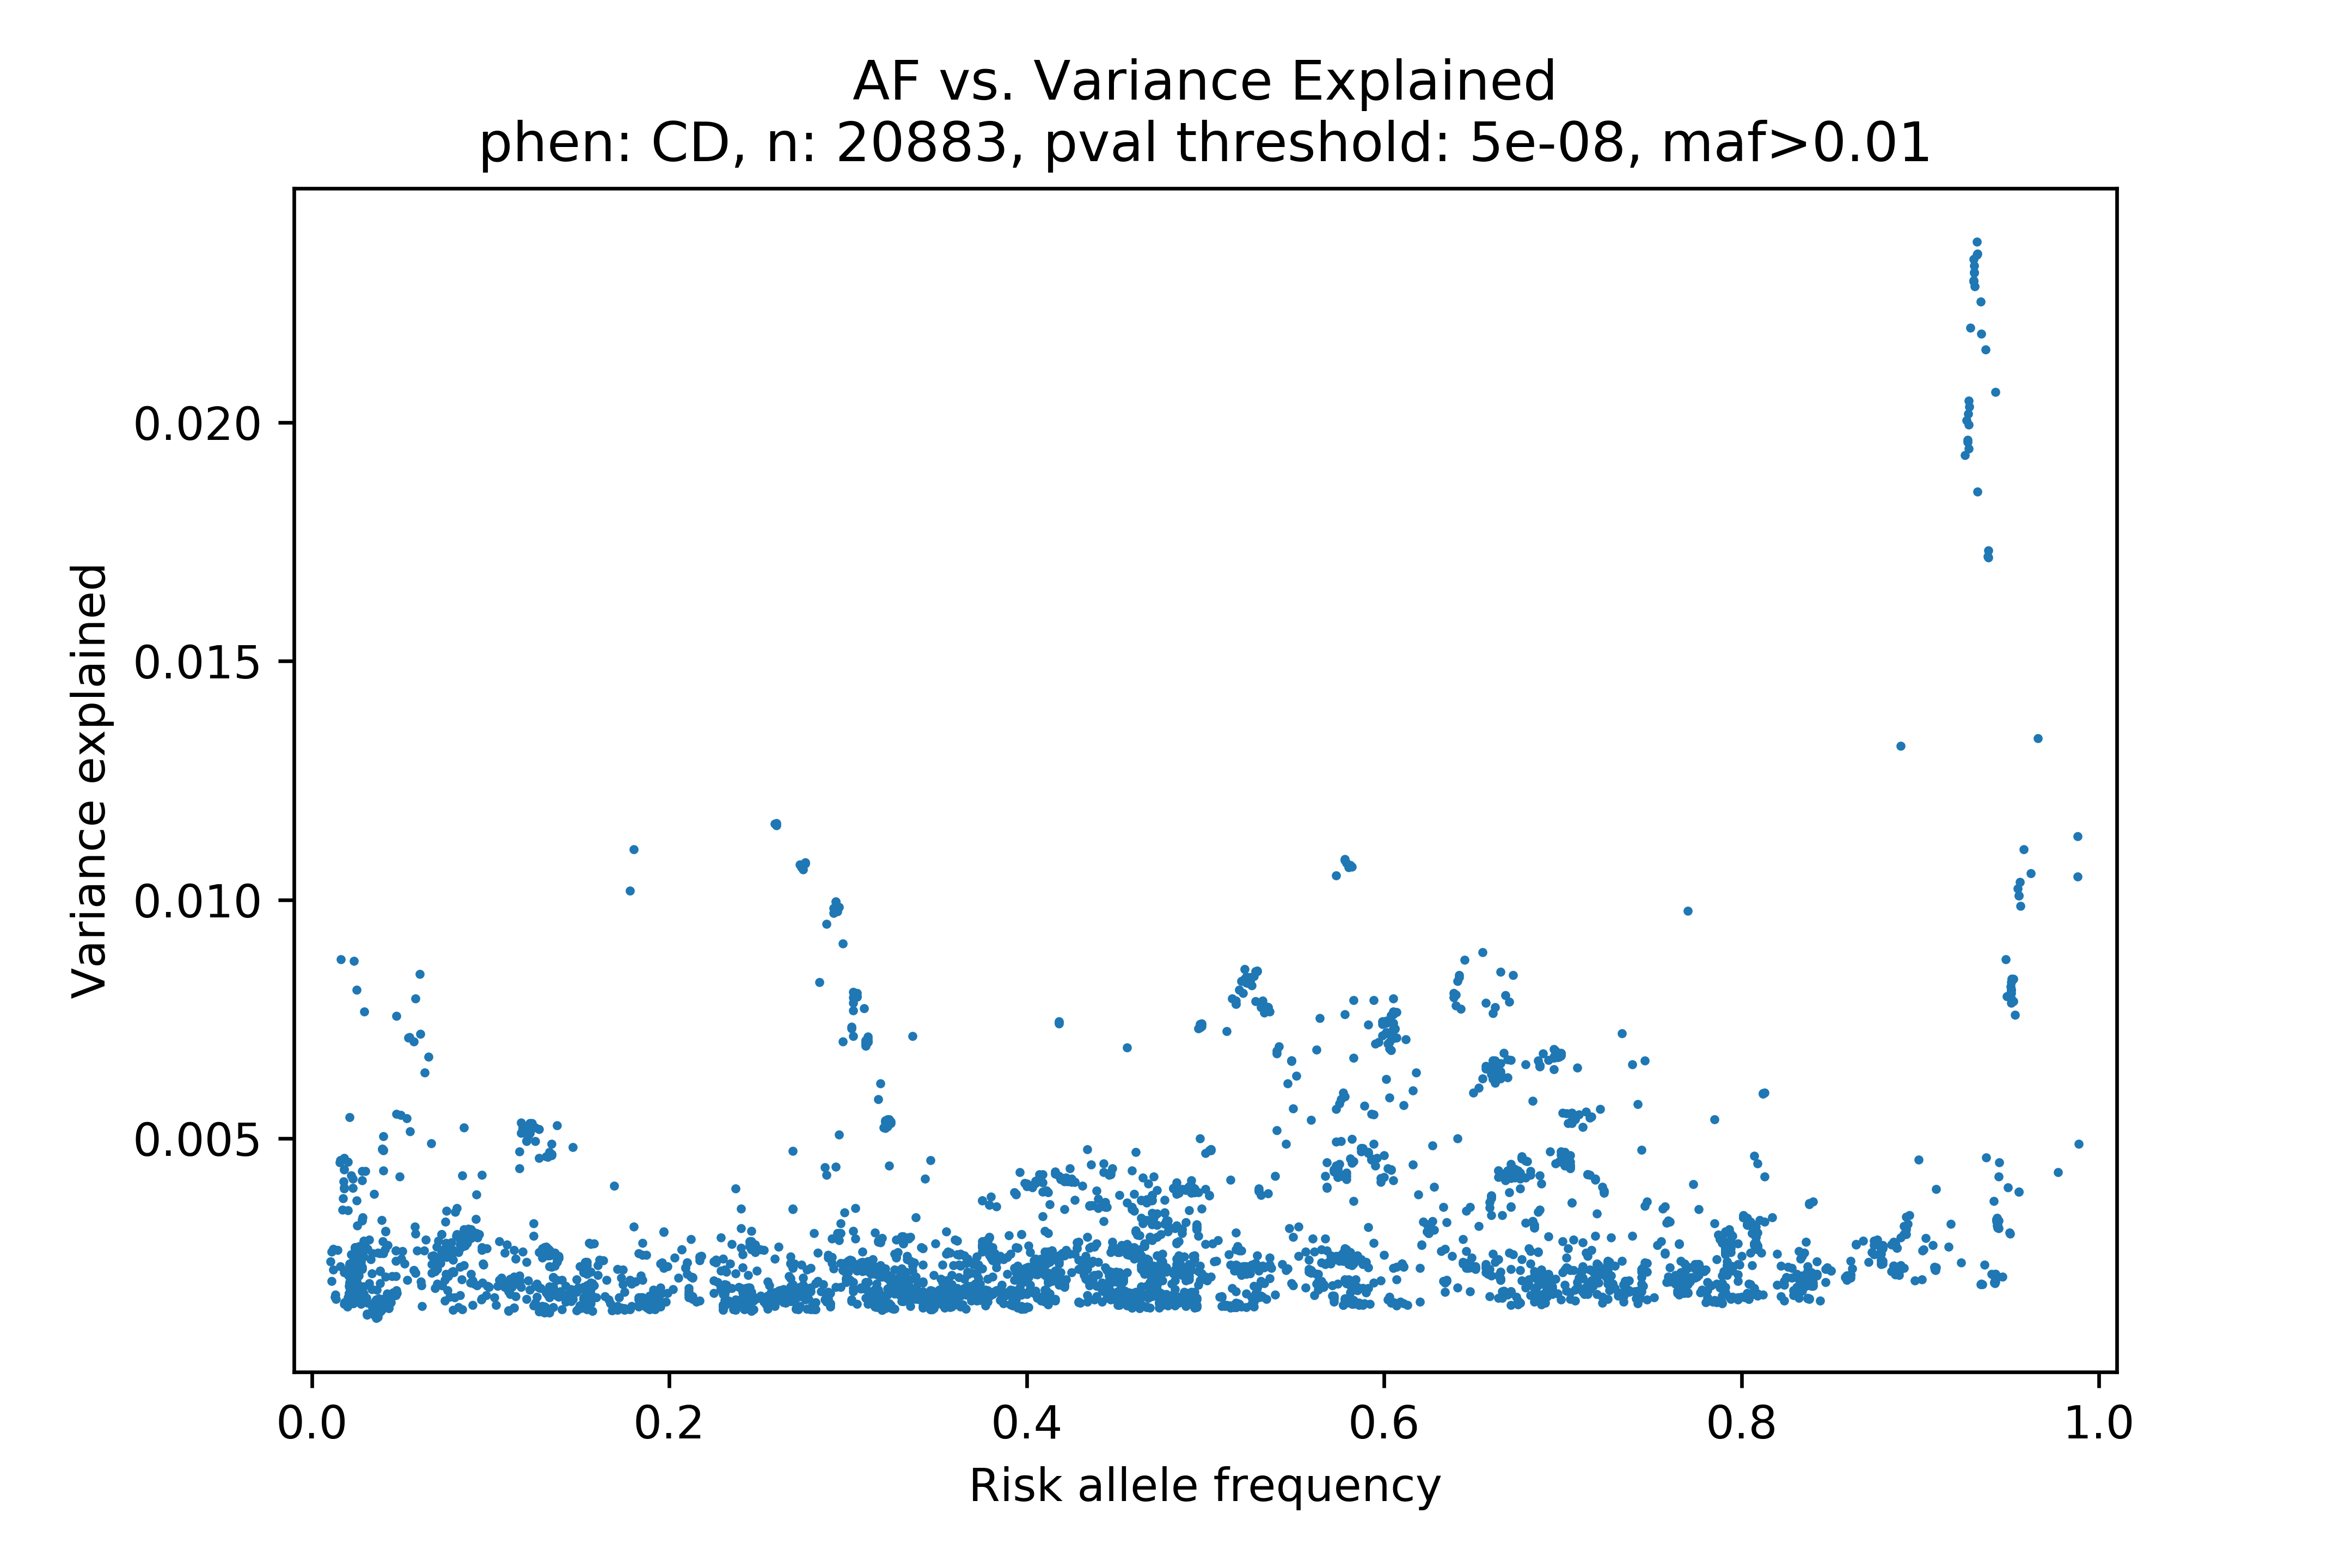 AF vs. Variance Explained
phen: CD, n: 20883, pval threshold: 5e-08, maf>0.01
0.020
0.015
0.010
0.005
Variance explained
0.0 0.2 0.4 0.6 0.8 1.0
Risk allele frequency